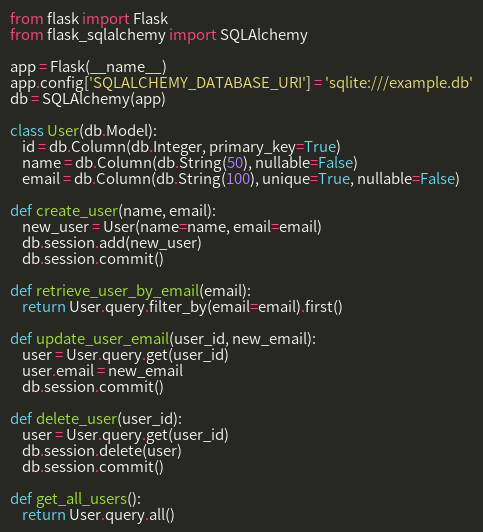 from flask import Flask
from flask_sqlalchemy import SQLAlchemy

app = Flask(__name__)
app.config['SQLALCHEMY_DATABASE_URI'] = 'sqlite:///example.db'
db = SQLAlchemy(app)

class User(db.Model):
    id = db.Column(db.Integer, primary_key=True)
    name = db.Column(db.String(50), nullable=False)
    email = db.Column(db.String(100), unique=True, nullable=False)

def create_user(name, email):
    new_user = User(name=name, email=email)
    db.session.add(new_user)
    db.session.commit()

def retrieve_user_by_email(email):
    return User.query.filter_by(email=email).first()

def update_user_email(user_id, new_email):
    user = User.query.get(user_id)
    user.email = new_email
    db.session.commit()

def delete_user(user_id):
    user = User.query.get(user_id)
    db.session.delete(user)
    db.session.commit()

def get_all_users():
    return User.query.all()